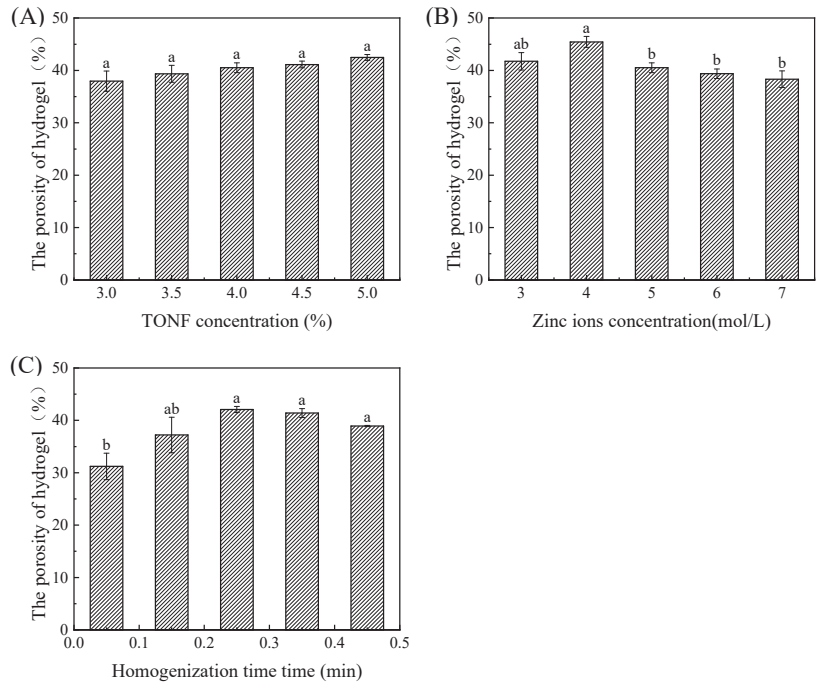 (A)
50
40
30
20
10
0
The porosity of hydrogel（%）
a
a
a
a
a
3.0 3.5 4.0 4.5 5.0
TONF concentration (%)
(B)
50
40
30
20
10
0
The porosity of hydrogel（%）
ab
a
b
b
b
3 4 5 6 7
Zinc ions concentration(mol/L)
(C)
50
40
30
20
10
0
The porosity of hydrogel（%）
b
ab
a
a
a
0.0 0.1 0.2 0.3 0.4 0.5
Homogenization time time (min)